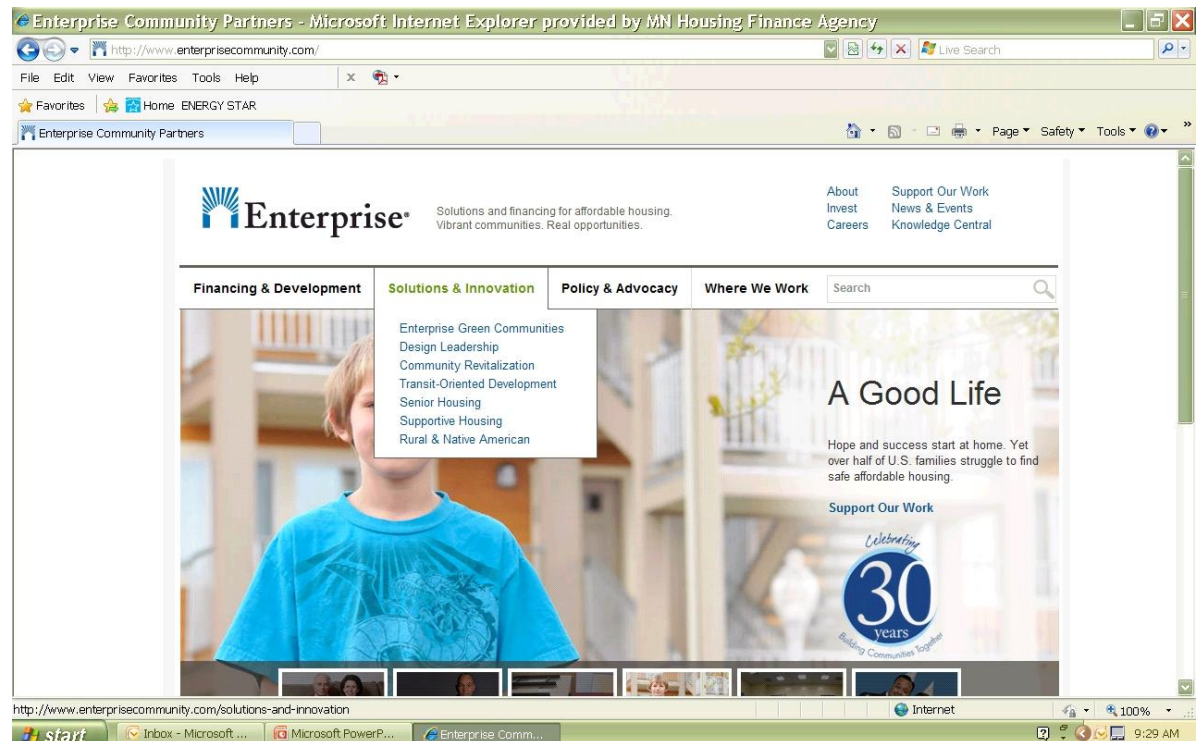 Enterprise Community Partners - Microsoft Internet Explorer provided by MN Housing Finance Agency
http://www.enterprisecommunity.com/
Live Search
File Edit View Favorites Tools Help
x
Favorites Home ENERGY STAR
Enterprise Community Partners
Page Safety Tools
Enterprise
Solutions and financing for affordable housing.
Vibrant communities. Real opportunities.
About Support Our Work
Invest News & Events
Careers Knowledge Central
Financing & Development Solutions & Innovation Policy & Advocacy Where We Work Search
Enterprise Green Communities
Design Leadership
Community Revitalization
Transit-Oriented Development
Senior Housing
Supportive Housing
Rural & Native American
A Good Life
Hope and success start at home. Yet
over half of U.S. families struggle to find
safe affordable housing.
Support Our Work
Celebrating
30
years
Building Communities Together
http://www.enterprisecommunity.com/solutions-and-innovation
Internet
100%
start
Inbox - Microsoft ...
Microsoft PowerP...
Enterprise Comm...
9:29 AM